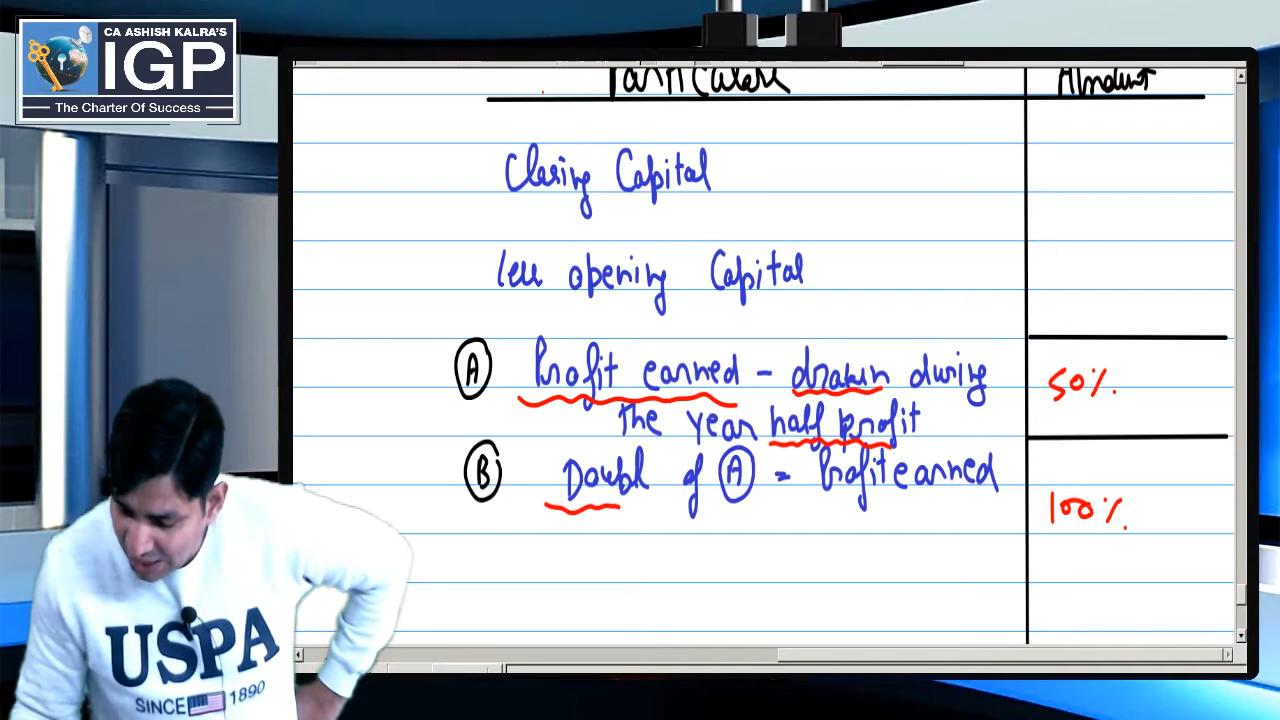 CA ASHISH KALRA'S
IGP
The Charter Of Success
Particulars Amount
Closing Capital
less opening Capital
A Profit earned - drawn during 50%.
the year half profit
B Double of A = Profit earned
100%.
USPA
SINCE 1890